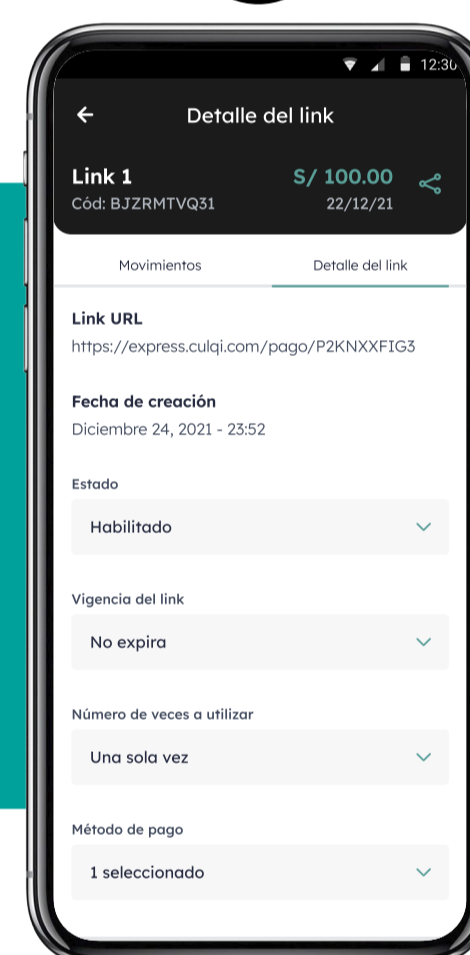 12:30
Detalle del link
Link 1
S/ 100.00
Cód: BJZRMTVQ31
22/12/21
Movimientos
Detalle del link
Link URL
https://express.culqi.com/pago/P2KNXXFIG3
Fecha de creación
Diciembre 24, 2021 - 23:52
Estado
Habilitado
Vigencia del link
No expira
Número de veces a utilizar
Una sola vez
Método de pago
1 seleccionado